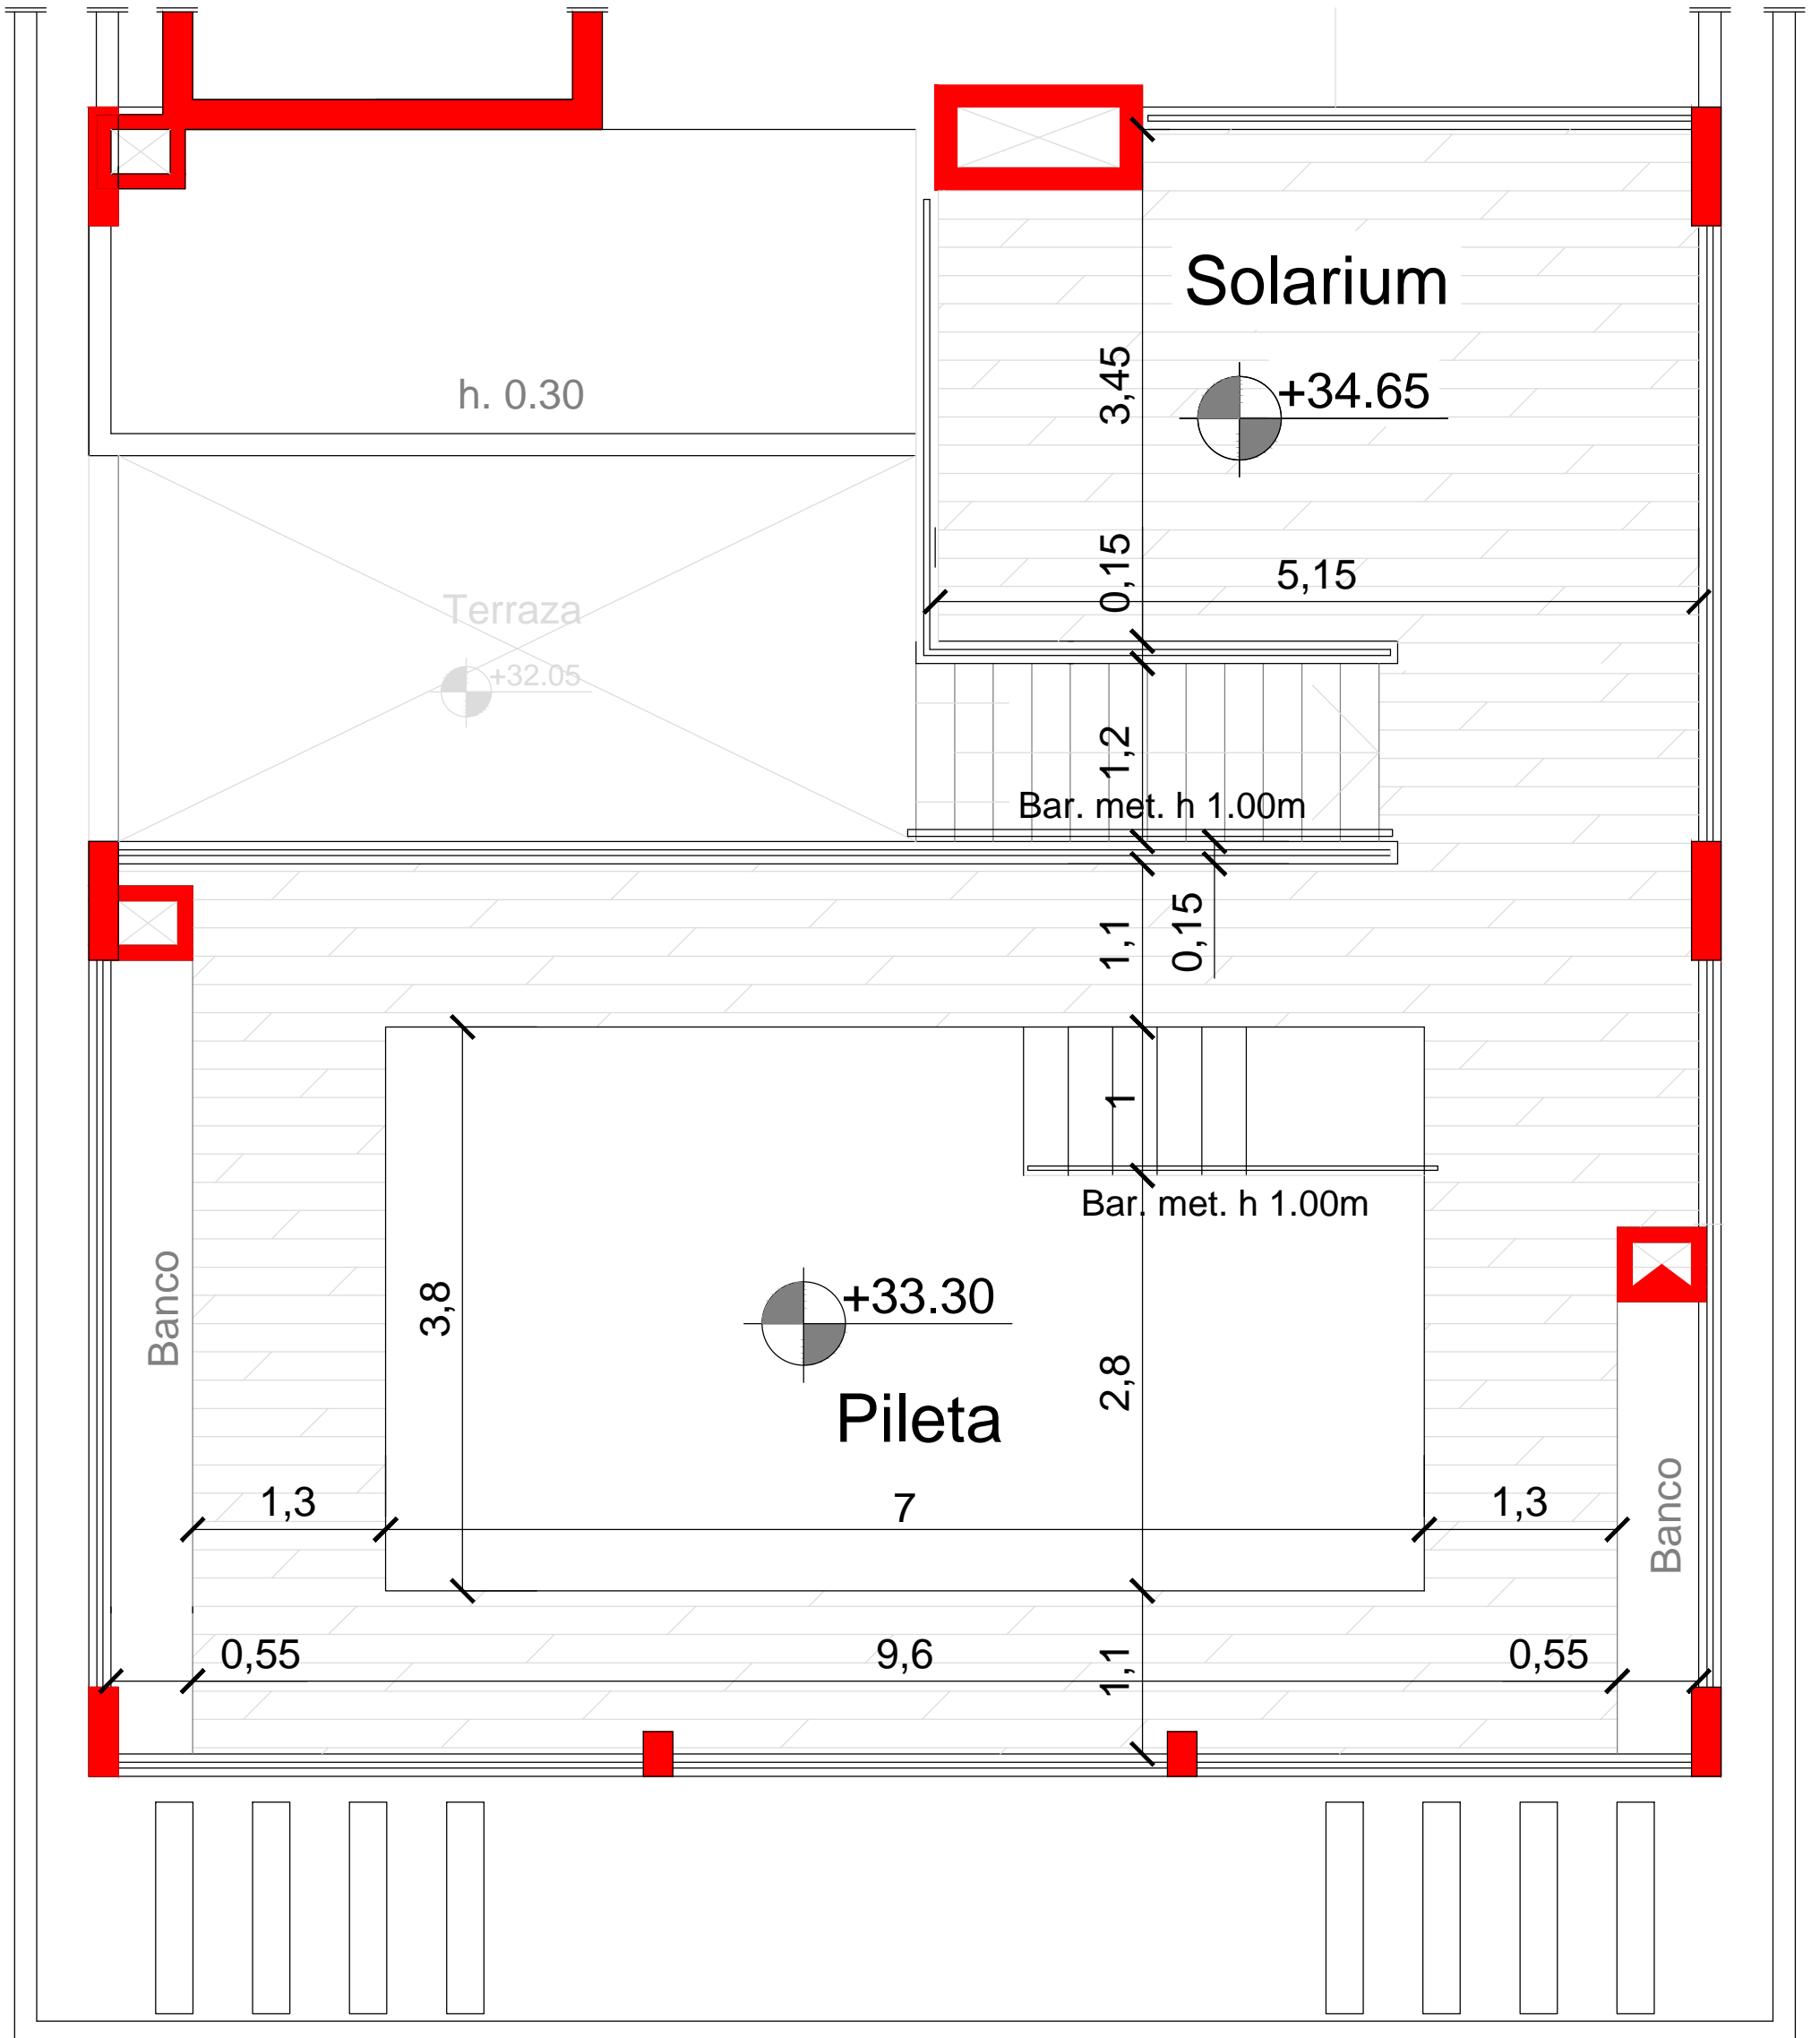 Solarium
3,45
h. 0.30
+34.65
0,15
5,15
Terraza
+32.05
1,2
Bar. met. h 1.00m
1,1
0,15
1
Bar. met. h 1.00m
Banco
3,8
+33.30
2,8
Pileta
1,3
7
1,3
Banco
0,55
9,6
1,1
0,55